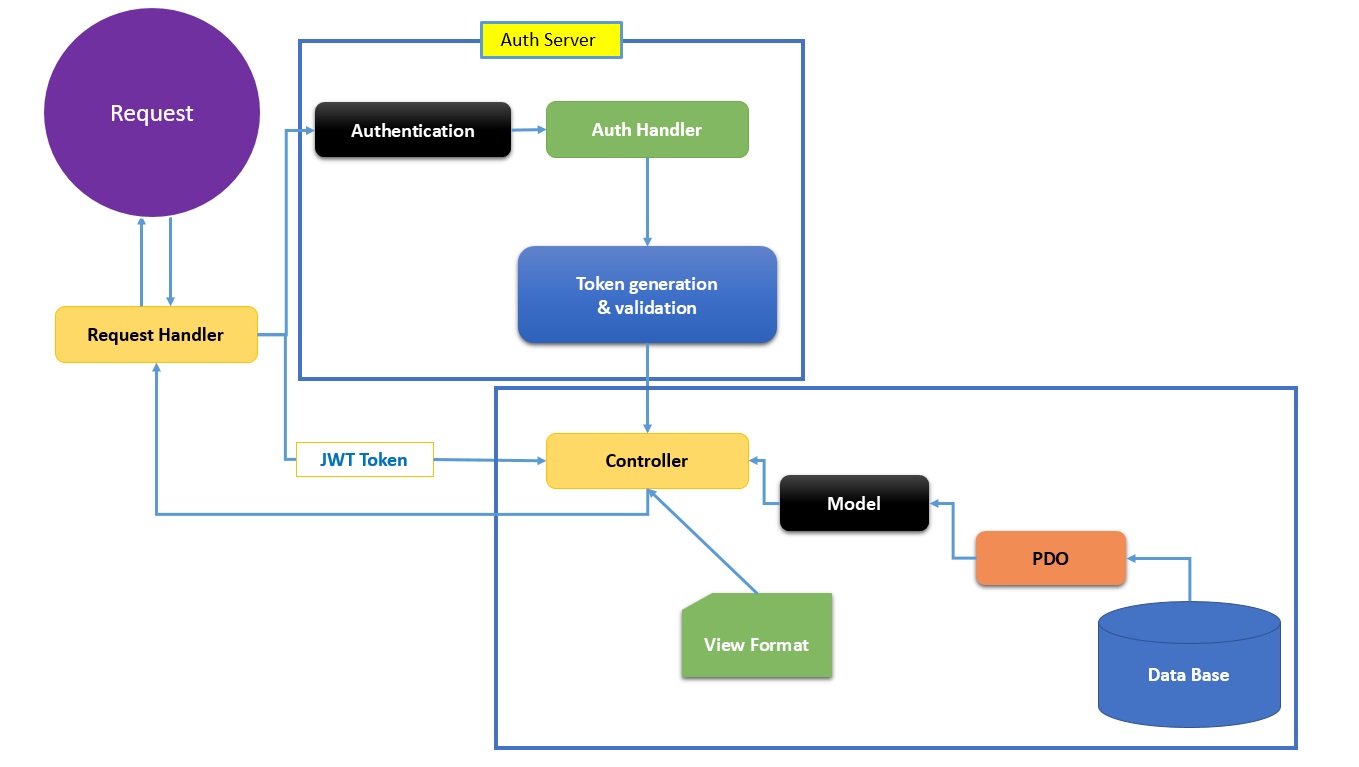 Auth Server
Request
Authentication
Auth Handler
Token generation
& validation
Request Handler
JWT Token
Controller
Model
PDO
View Format
Data Base